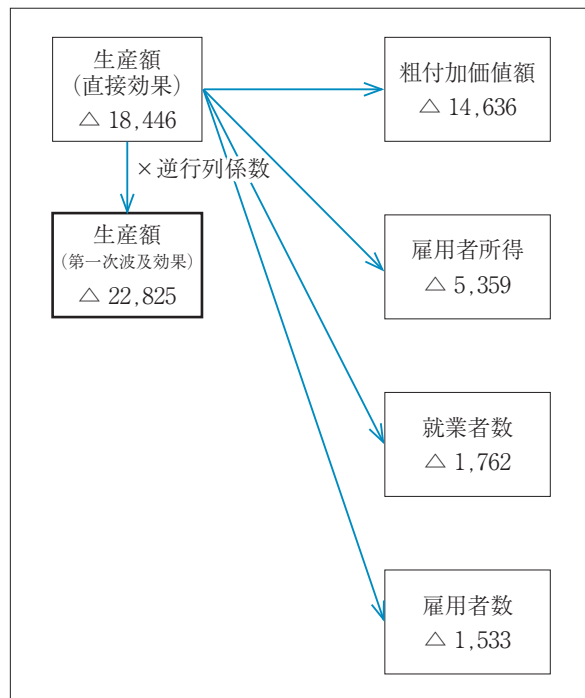 生産額
（直接効果）
△ 18,446
×逆行列係数
生産額
（第一次波及効果）
△ 22,825
粗付加価値額
△ 14,636
雇用者所得
△ 5,359
就業者数
△ 1,762
雇用者数
△ 1,533